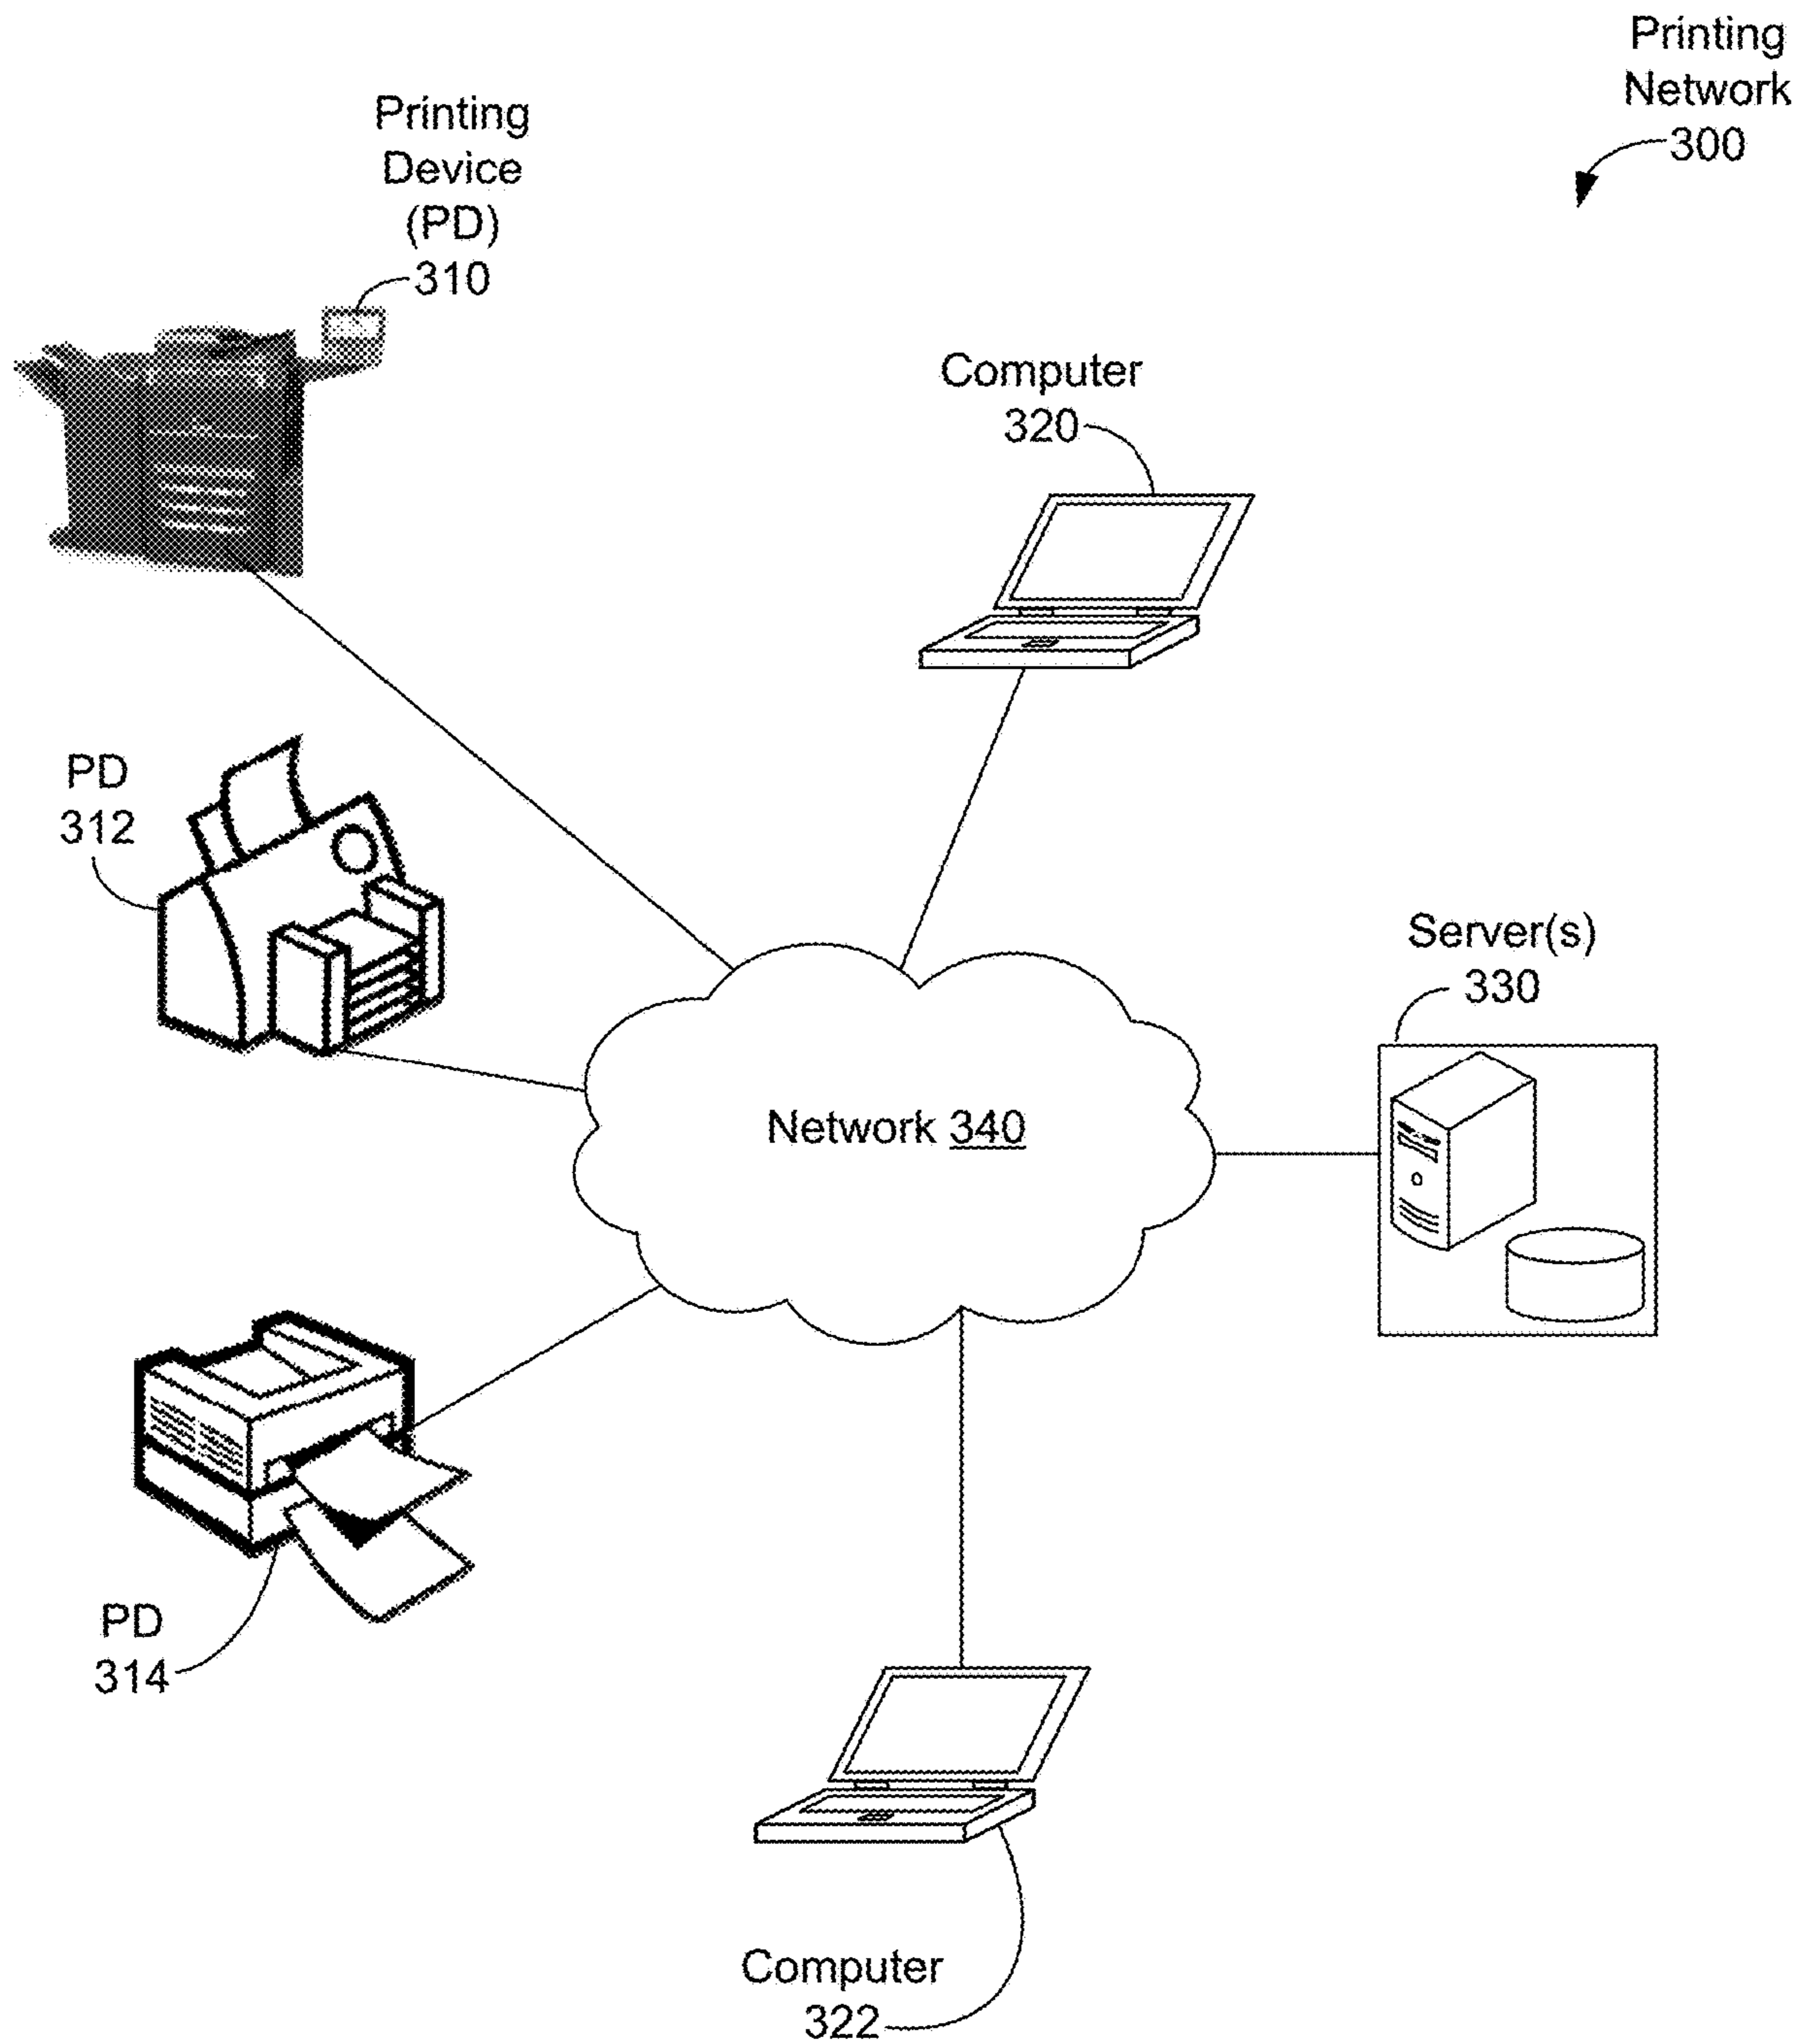 Printing
Network
300
Printing
Device
(PD)
310
Computer
320
PD
312
Server(s)
330
Network 340
PD
314
Computer
322